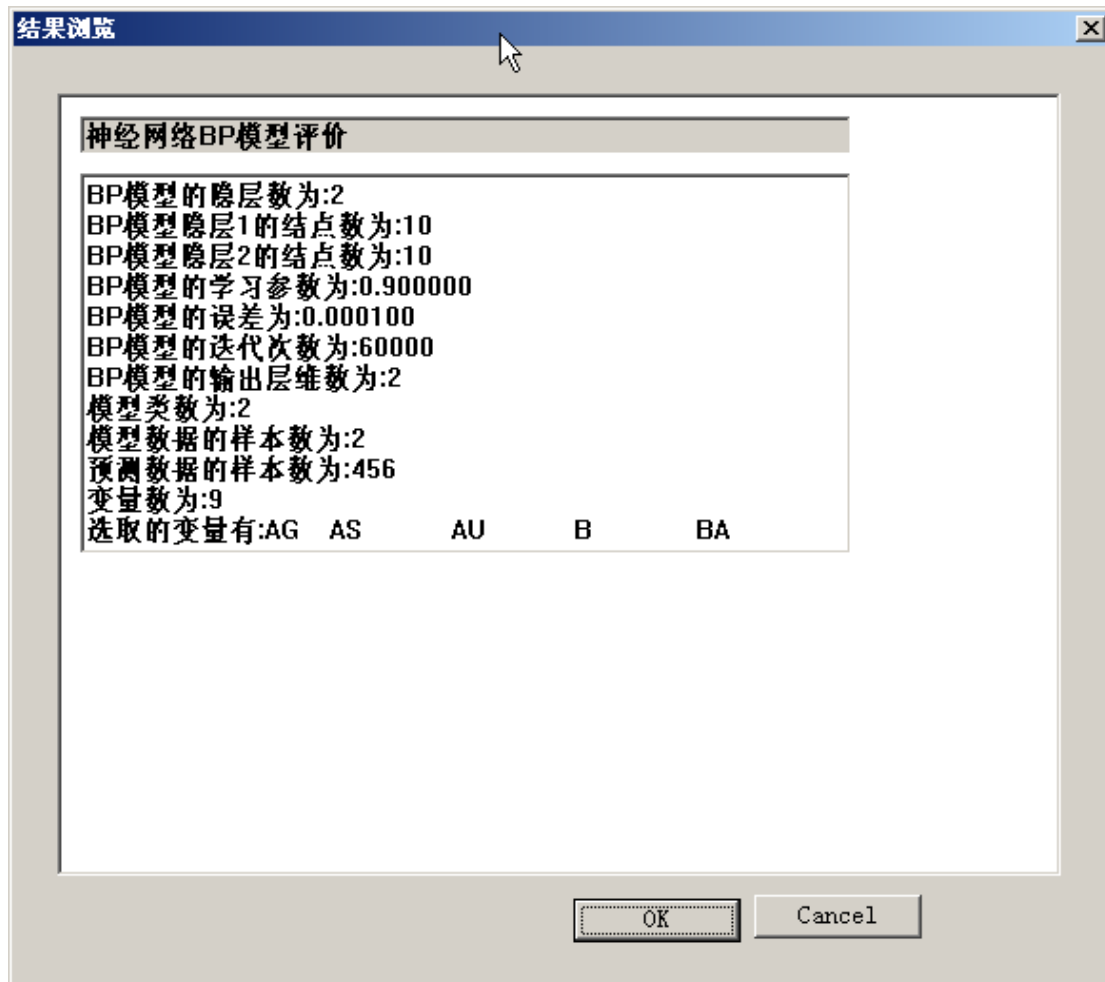 结果浏览
神经网络BP模型评价
BP模型的隐层数为:2
BP模型隐层1的结点数为:10
BP模型隐层2的结点数为:10
BP模型的学习参数为:0.900000
BP模型的误差为:0.000100
BP模型的迭代次数为:60000
BP模型的输出层维数为:2
模型类数为:2
模型数据的样本数为:2
预测数据的样本数为:456
变量数为:9
选取的变量有:AG AS AU B BA
OK Cancel